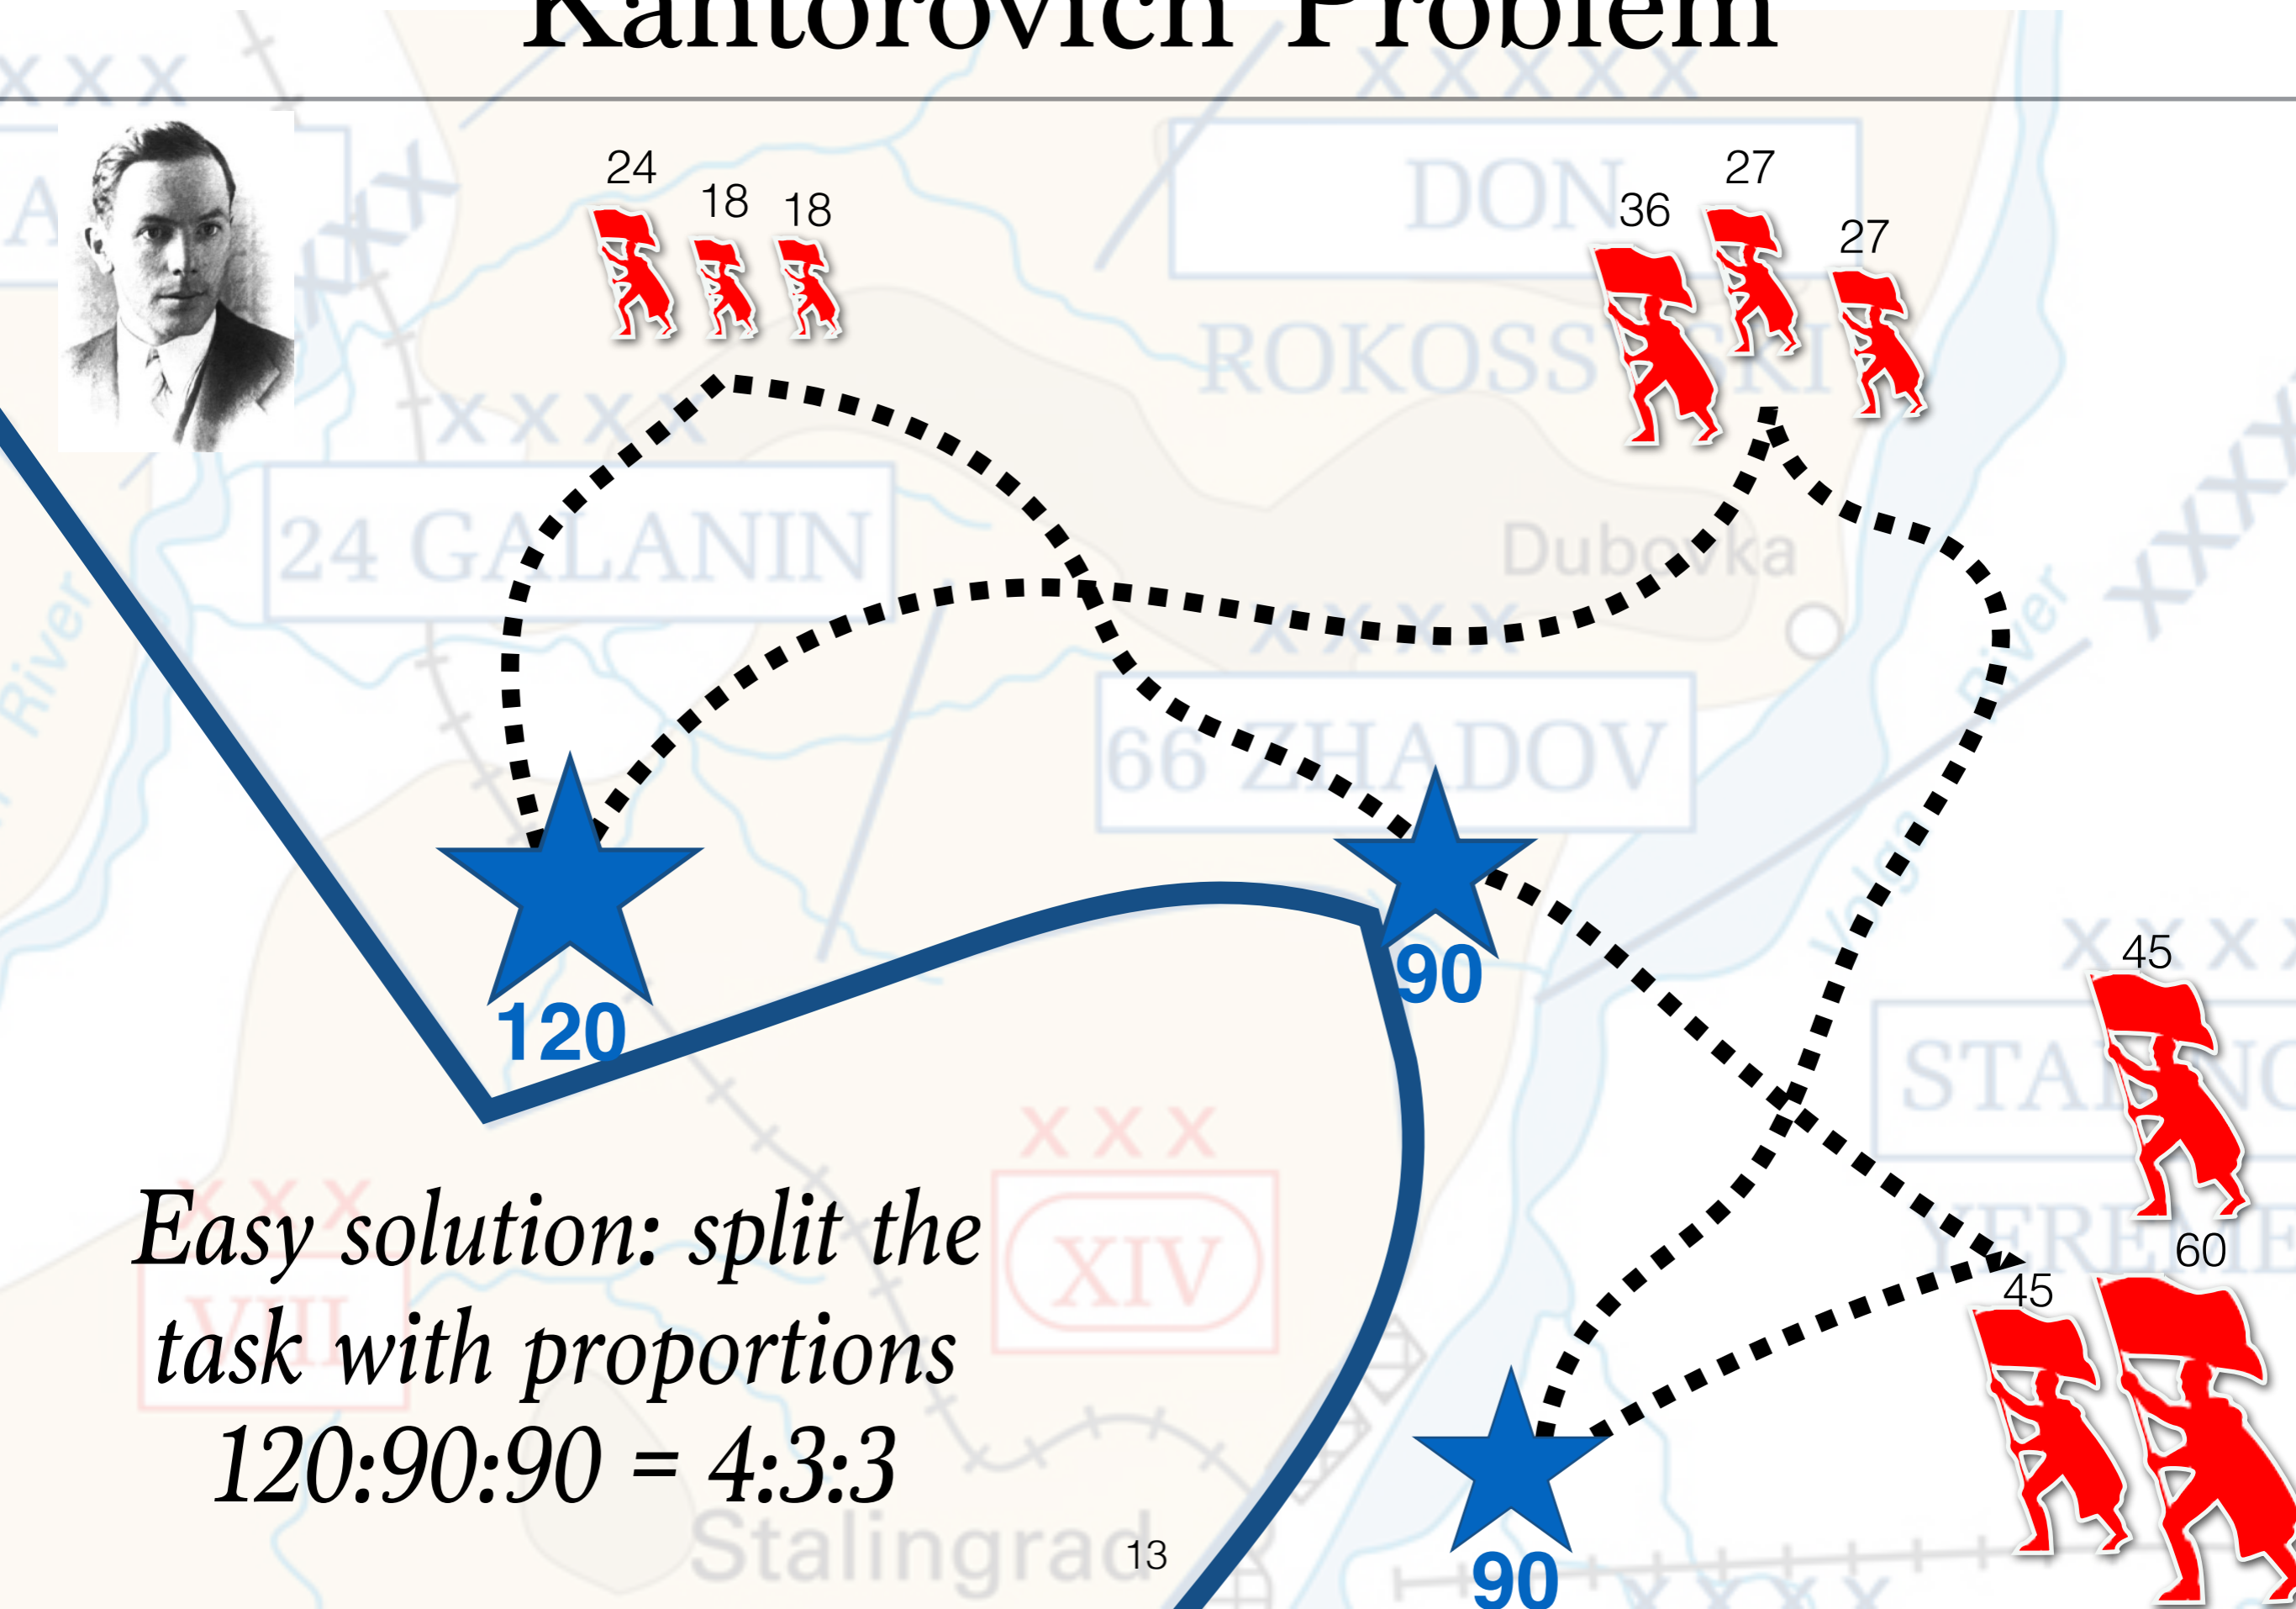 Kantorovich Problem
X X X
X X X X X
24
18
18
36
27
27
DON
ROKOSS
X X X X
24 GALANIN
Dubovka
River
River
X X X X
66 ZHADOV
Volga
120
90
X X X X
45
60
45
X X X
X X X
XIV
VIII
Easy solution: split the
task with proportions
120:90:90 = 4:3:3
Stalingrad
13
90
X X X X